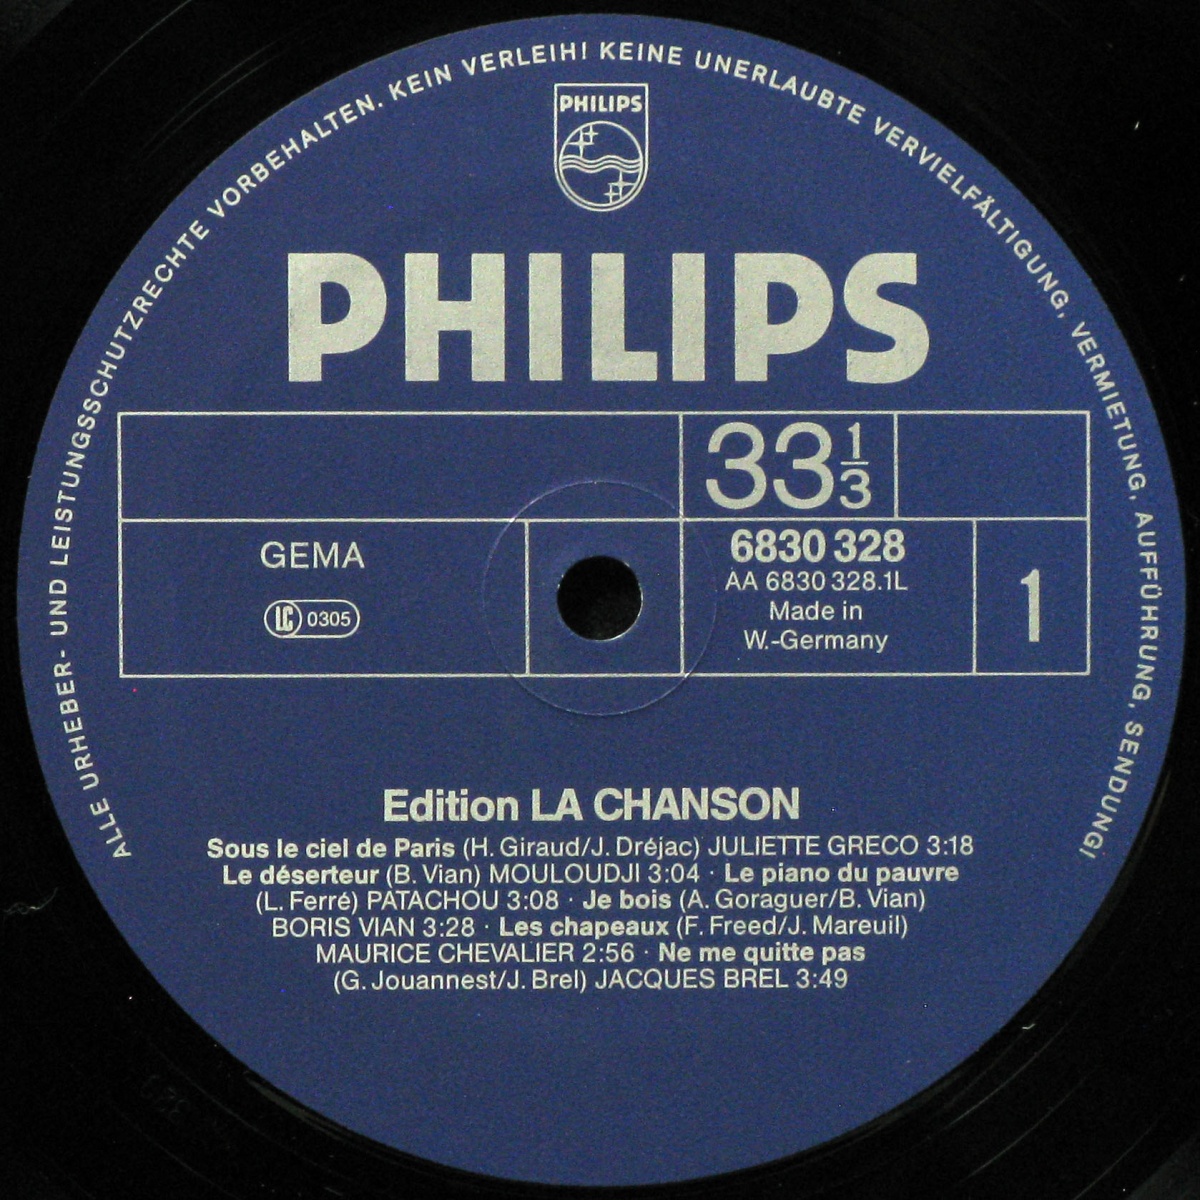 ALLE URHEBER- UND LEISTUNGSSCHUTZRECHTE VORBEHALTEN. KEIN VERLEIH! KEINE UNERLAUBTE VERVIELFÄLTIGUNG, VERMIETUNG, AUFFÜHRUNG, SENDUNG!
PHILIPS
PHILIPS
33 1/3
GEMA
LC 0305
6830 328
AA 6830 328.1L
Made in
W.-Germany
1
Edition LA CHANSON
Sous le ciel de Paris (H. Giraud/J. Dréjac) JULIETTE GRECO 3:18
Le déserteur (B. Vian) MOULOUDJI 3:04 · Le piano du pauvre
(L. Ferré) PATACHOU 3:08 · Je bois (A. Goraguer/B. Vian)
BORIS VIAN 3:28 · Les chapeaux (F. Freed/J. Mareuil)
MAURICE CHEVALIER 2:56 · Ne me quitte pas
(G. Jouannest/J. Brel) JACQUES BREL 3:49